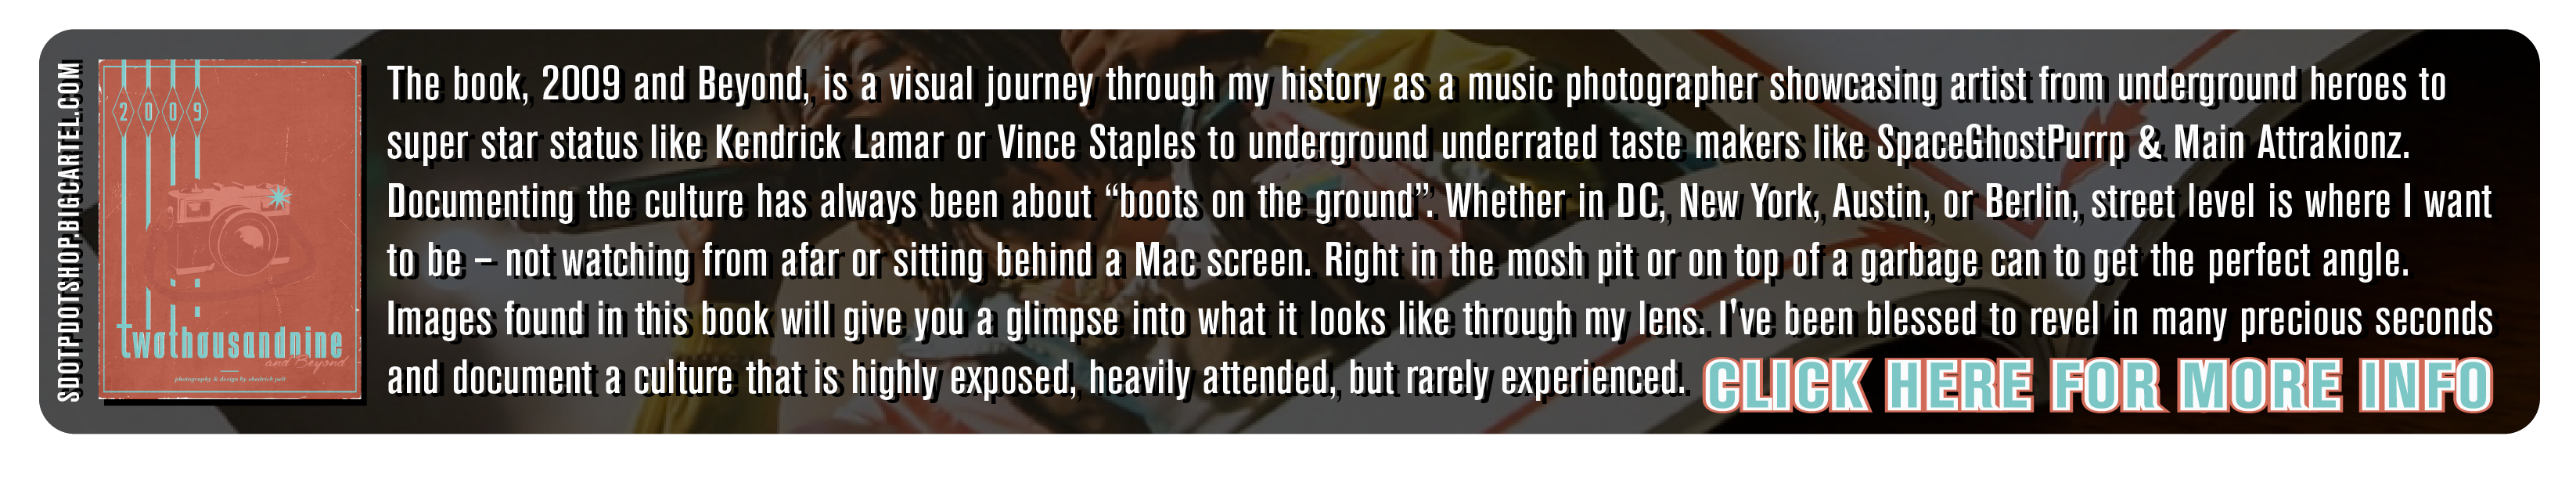 SDOTPDOTSHOP.BIGCARTEL.COM
2009
twothousandnine
and Beyond
photography & design by shedrich pelt
The book, 2009 and Beyond, is a visual journey through my history as a music photographer showcasing artist from underground heroes to
super star status like Kendrick Lamar or Vince Staples to underground underrated taste makers like SpaceGhostPurrp & Main Attrakionz.
Documenting the culture has always been about “boots on the ground”. Whether in DC, New York, Austin, or Berlin, street level is where I want
to be – not watching from afar or sitting behind a Mac screen. Right in the mosh pit or on top of a garbage can to get the perfect angle.
Images found in this book will give you a glimpse into what it looks like through my lens. I've been blessed to revel in many precious seconds
and document a culture that is highly exposed, heavily attended, but rarely experienced. CLICK HERE FOR MORE INFO